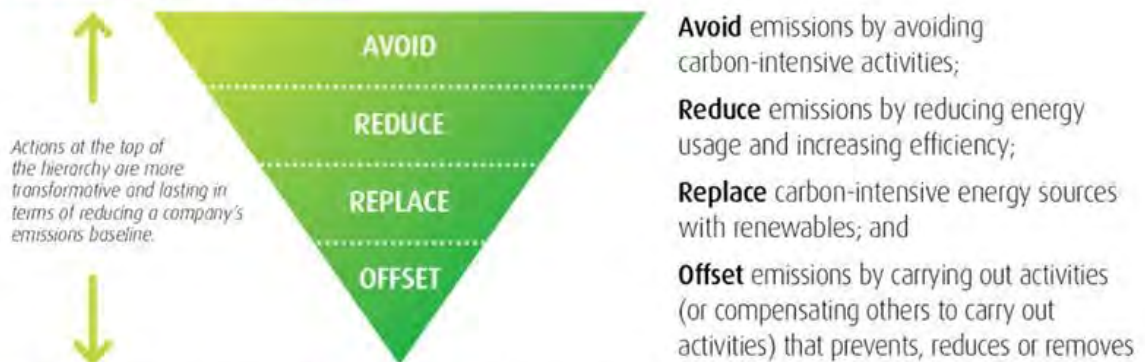 AVOID
REDUCE
REPLACE
OFFSET
Actions at the top of
the hierarchy are more
transformative and lasting in
terms of reducing a company's
emissions baseline.
Avoid emissions by avoiding
carbon-intensive activities;
Reduce emissions by reducing energy
usage and increasing efficiency;
Replace carbon-intensive energy sources
with renewables; and
Offset emissions by carrying out activities
(or compensating others to carry out
activities) that prevents, reduces or removes